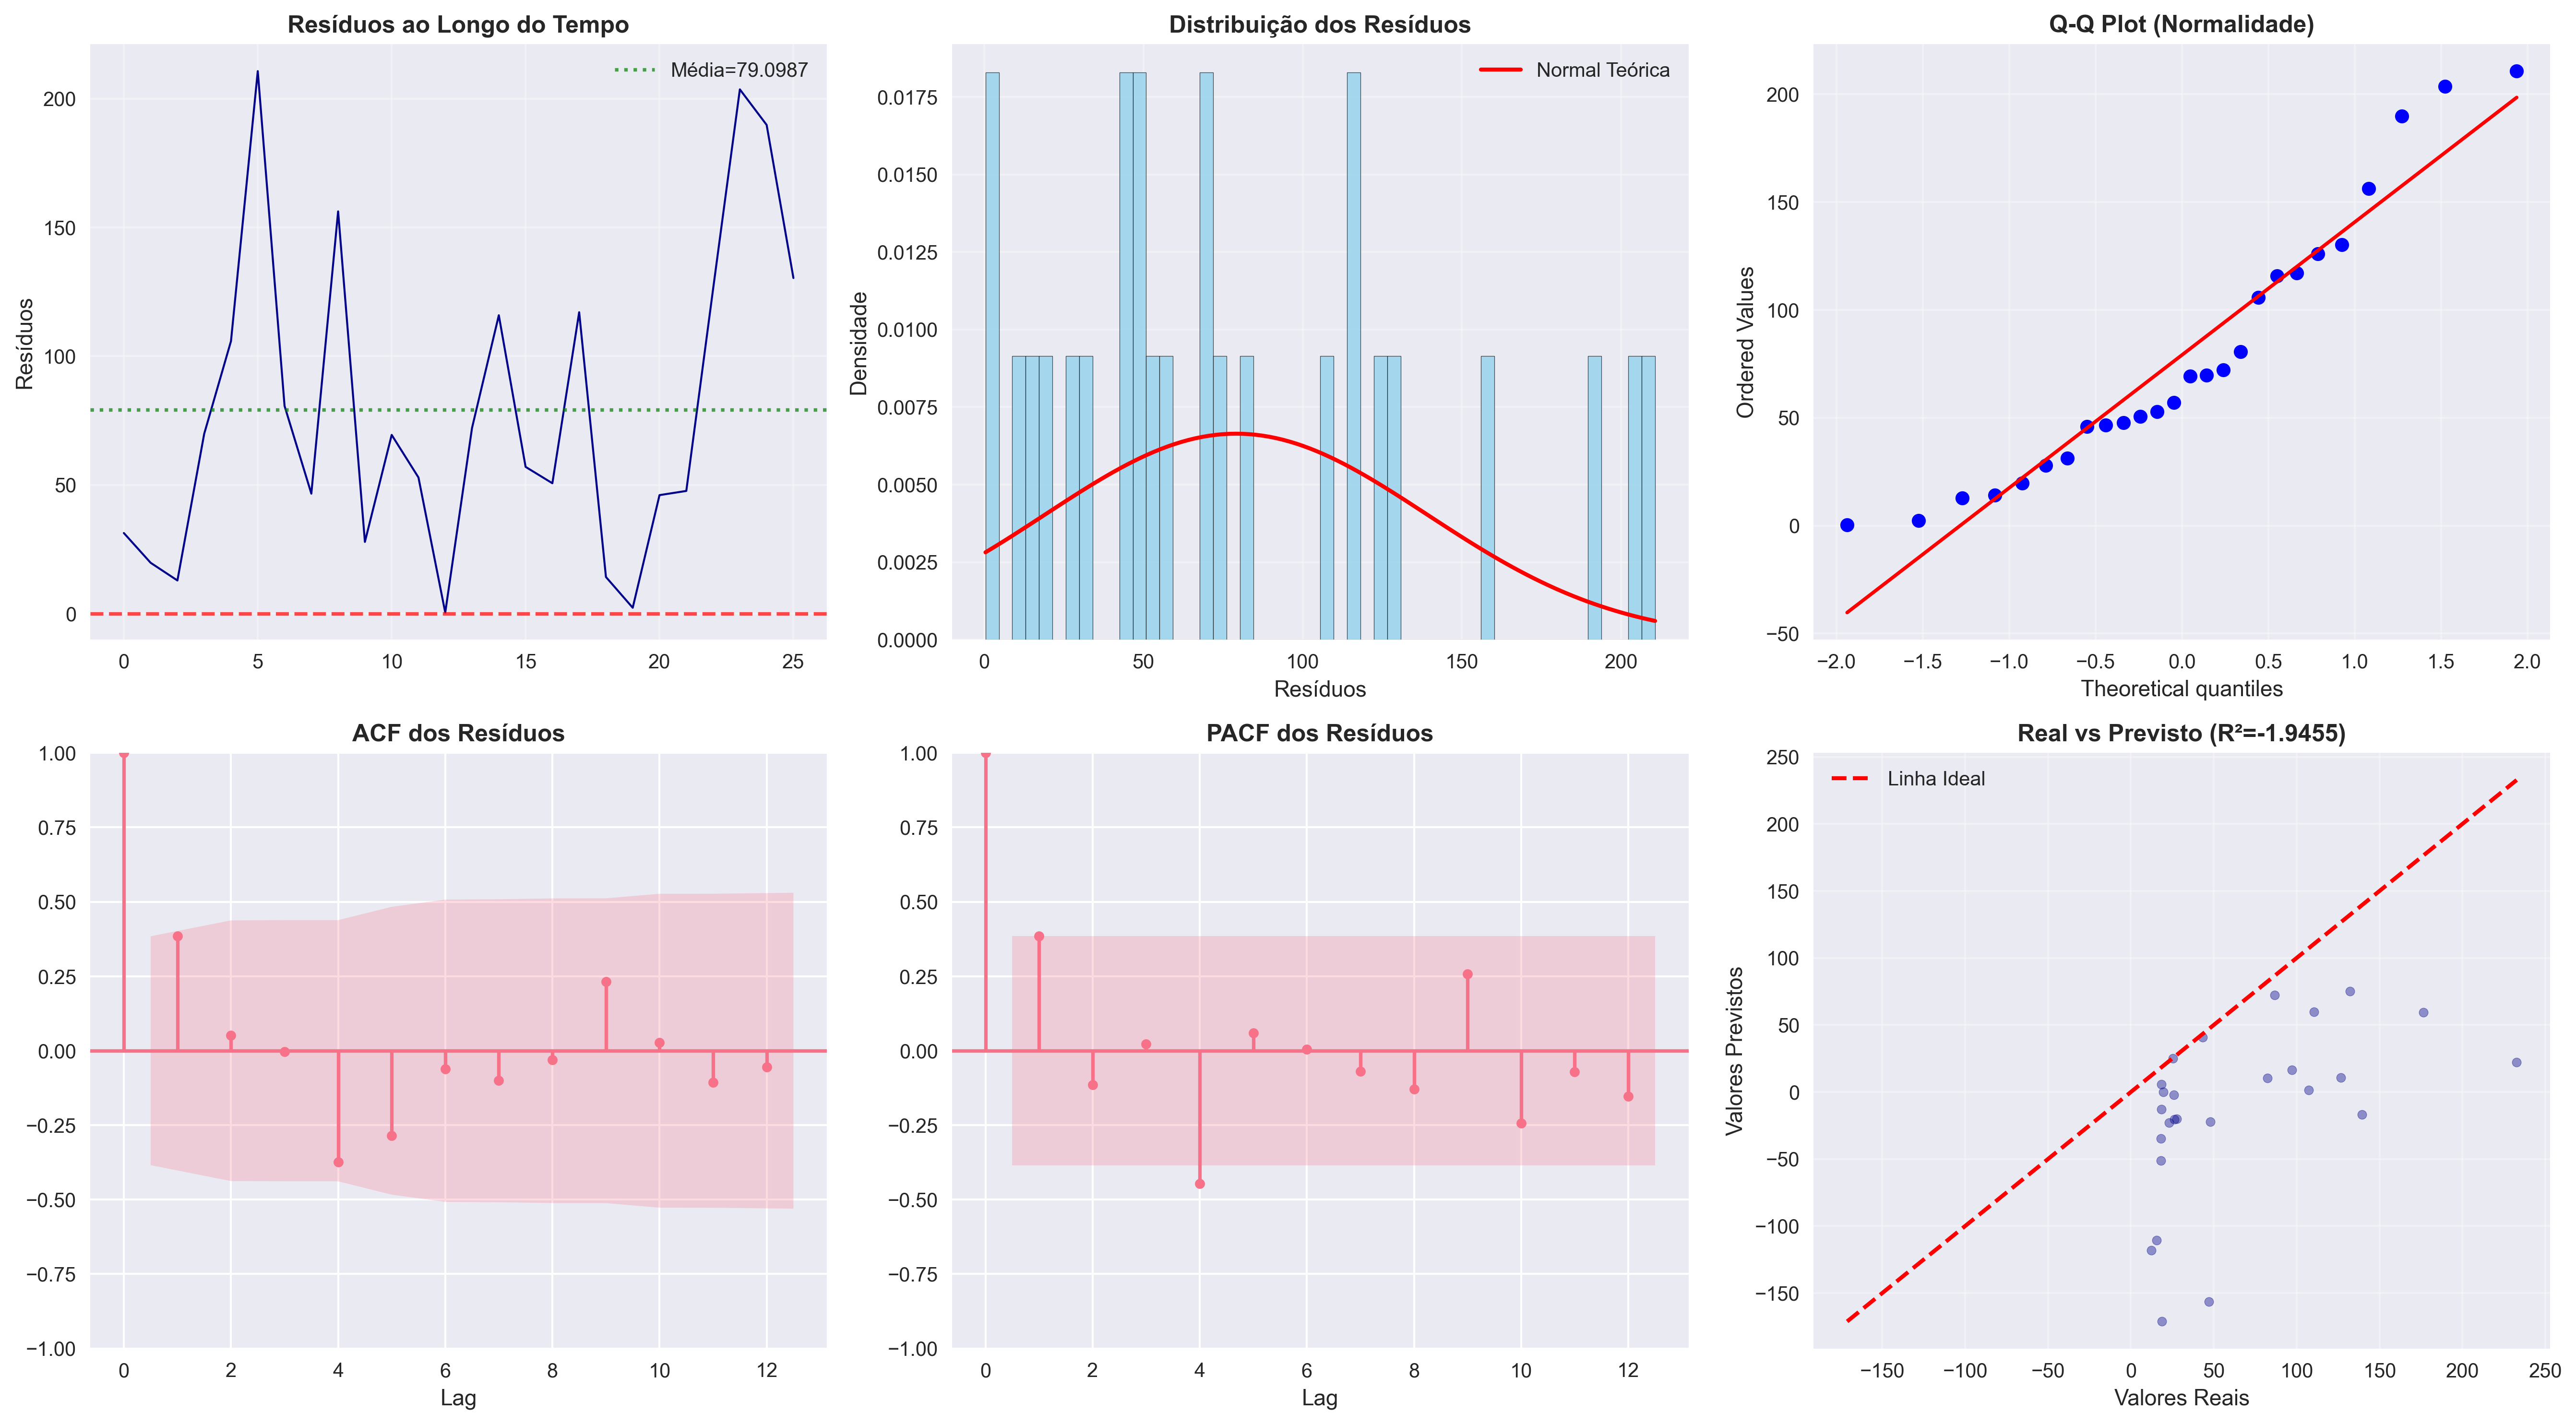 Resíduos ao Longo do Tempo
Média=79.0987
Resíduos
200
150
100
50
0
0 5 10 15 20 25
Distribuição dos Resíduos
Normal Teórica
Densidade
0.0175
0.0150
0.0125
0.0100
0.0075
0.0050
0.0025
0.0000
0 50 100 150 200
Resíduos
Q-Q Plot (Normalidade)
Ordered Values
200
150
100
50
0
−50
−2.0 −1.5 −1.0 −0.5 0.0 0.5 1.0 1.5 2.0
Theoretical quantiles
ACF dos Resíduos
1.00
0.75
0.50
0.25
0.00
−0.25
−0.50
−0.75
−1.00
0 2 4 6 8 10 12
Lag
PACF dos Resíduos
1.00
0.75
0.50
0.25
0.00
−0.25
−0.50
−0.75
−1.00
0 2 4 6 8 10 12
Lag
Real vs Previsto (R²=-1.9455)
Linha Ideal
Valores Previstos
250
200
150
100
50
0
−50
−100
−150
−150 −100 −50 0 50 100 150 200 250
Valores Reais